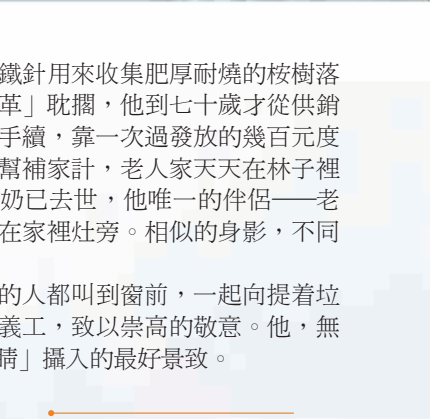 鐵針用來收集肥厚耐燒的桉樹落
革」耽擱，他到七十歲才從供銷
手續，靠一次過發放的幾百元度
幫補家計，老人家天天在林子裡
奶已去世，他唯一的伴侶——老
在家裡灶旁。相似的身影，不同
的人都叫到窗前，一起向提着垃
義工，致以崇高的敬意。他，無
睛」攝入的最好景致。